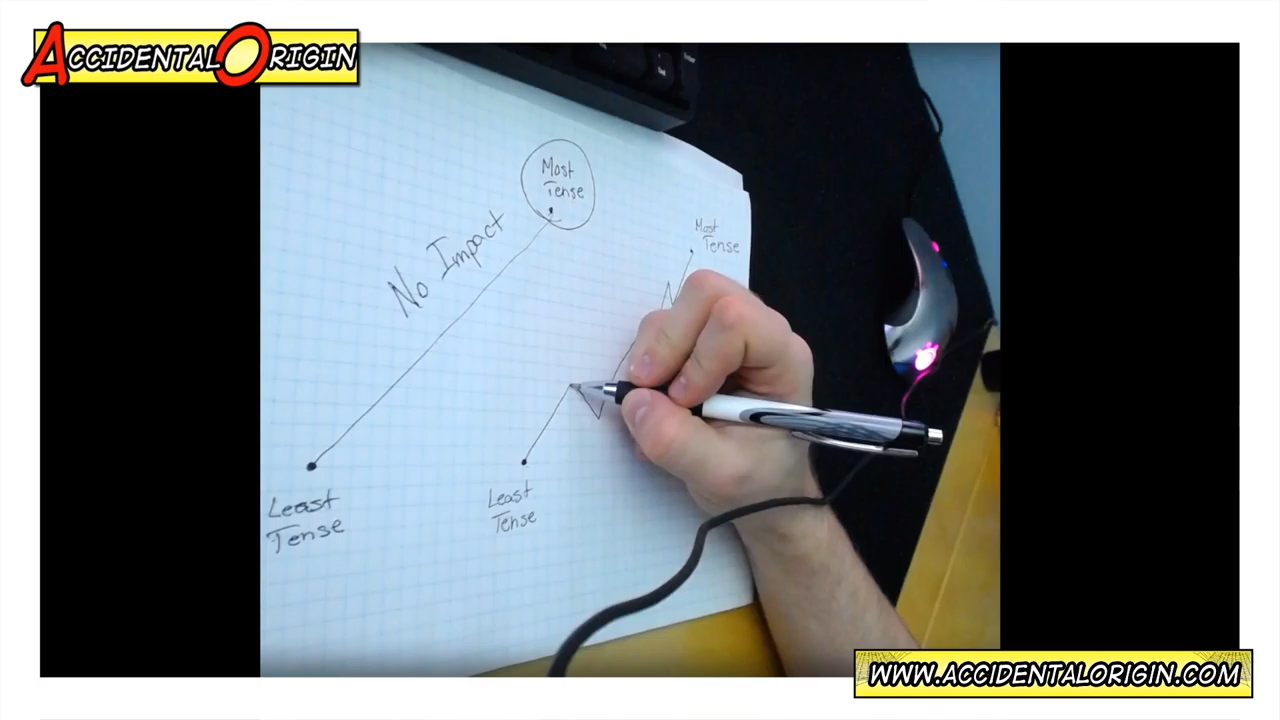 ACCIDENTALORIGIN
Most
Tense
No Impact
Most
Tense
Least
Tense
Least
Tense
WWW.ACCIDENTALORIGIN.COM